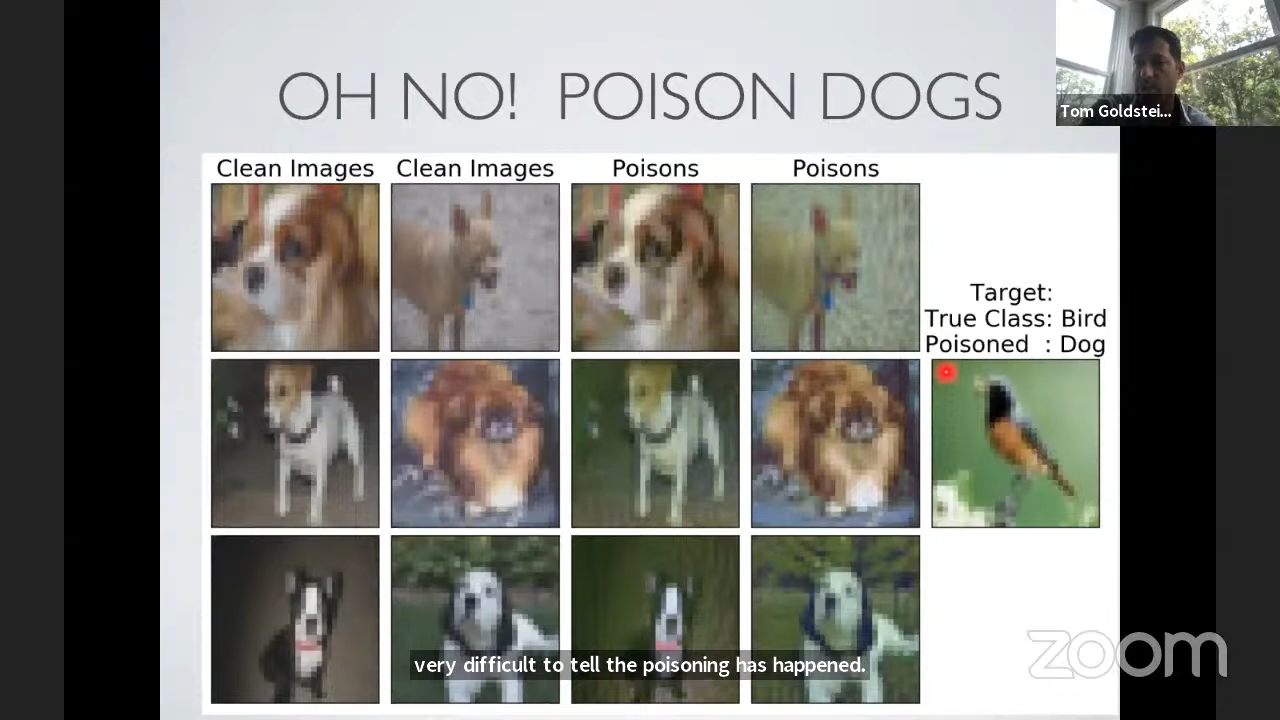 OH NO! POISON DOGS
Tom Goldstei...
Clean Images Clean Images Poisons Poisons
Target:
True Class: Bird
Poisoned : Dog
very difficult to tell the poisoning has happened.
zoom